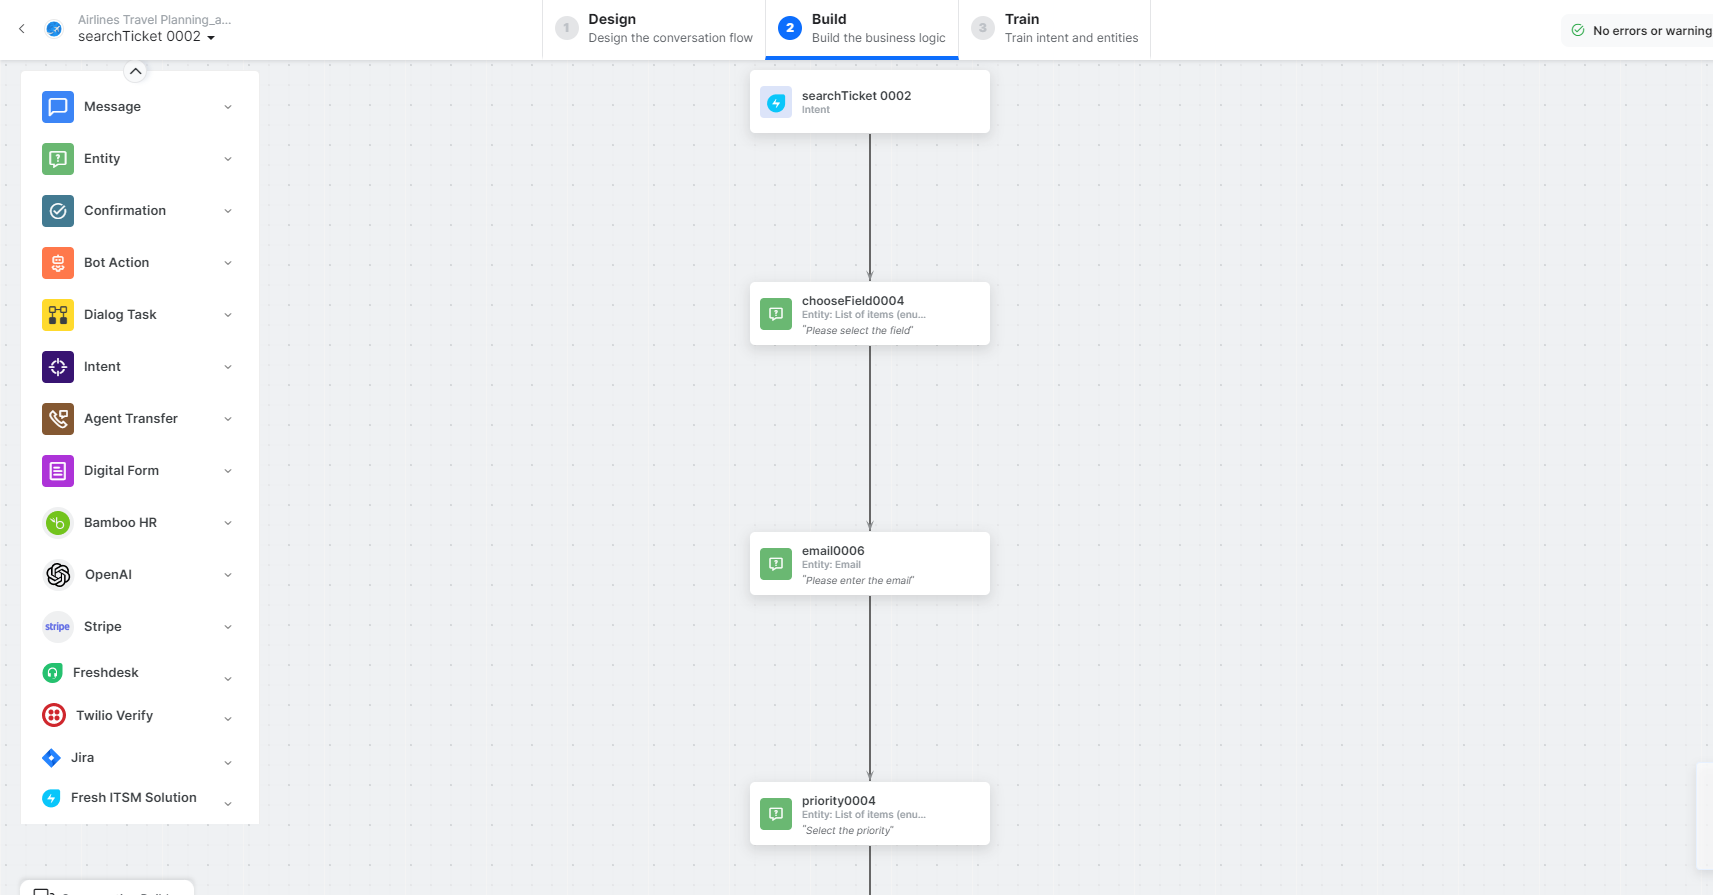 Airlines Travel Planning_a...
searchTicket 0002
1
Design
Design the conversation flow
2
Build
Build the business logic
3
Train
Train intent and entities
No errors or warning
Message
Entity
Confirmation
Bot Action
Dialog Task
Intent
Agent Transfer
Digital Form
Bamboo HR
OpenAI
stripe
Stripe
Freshdesk
Twilio Verify
Jira
Fresh ITSM Solution
searchTicket 0002
Intent
chooseField0004
Entity: List of items (enu...
"Please select the field"
email0006
Entity: Email
"Please enter the email"
priority0004
Entity: List of items (enu...
"Select the priority"